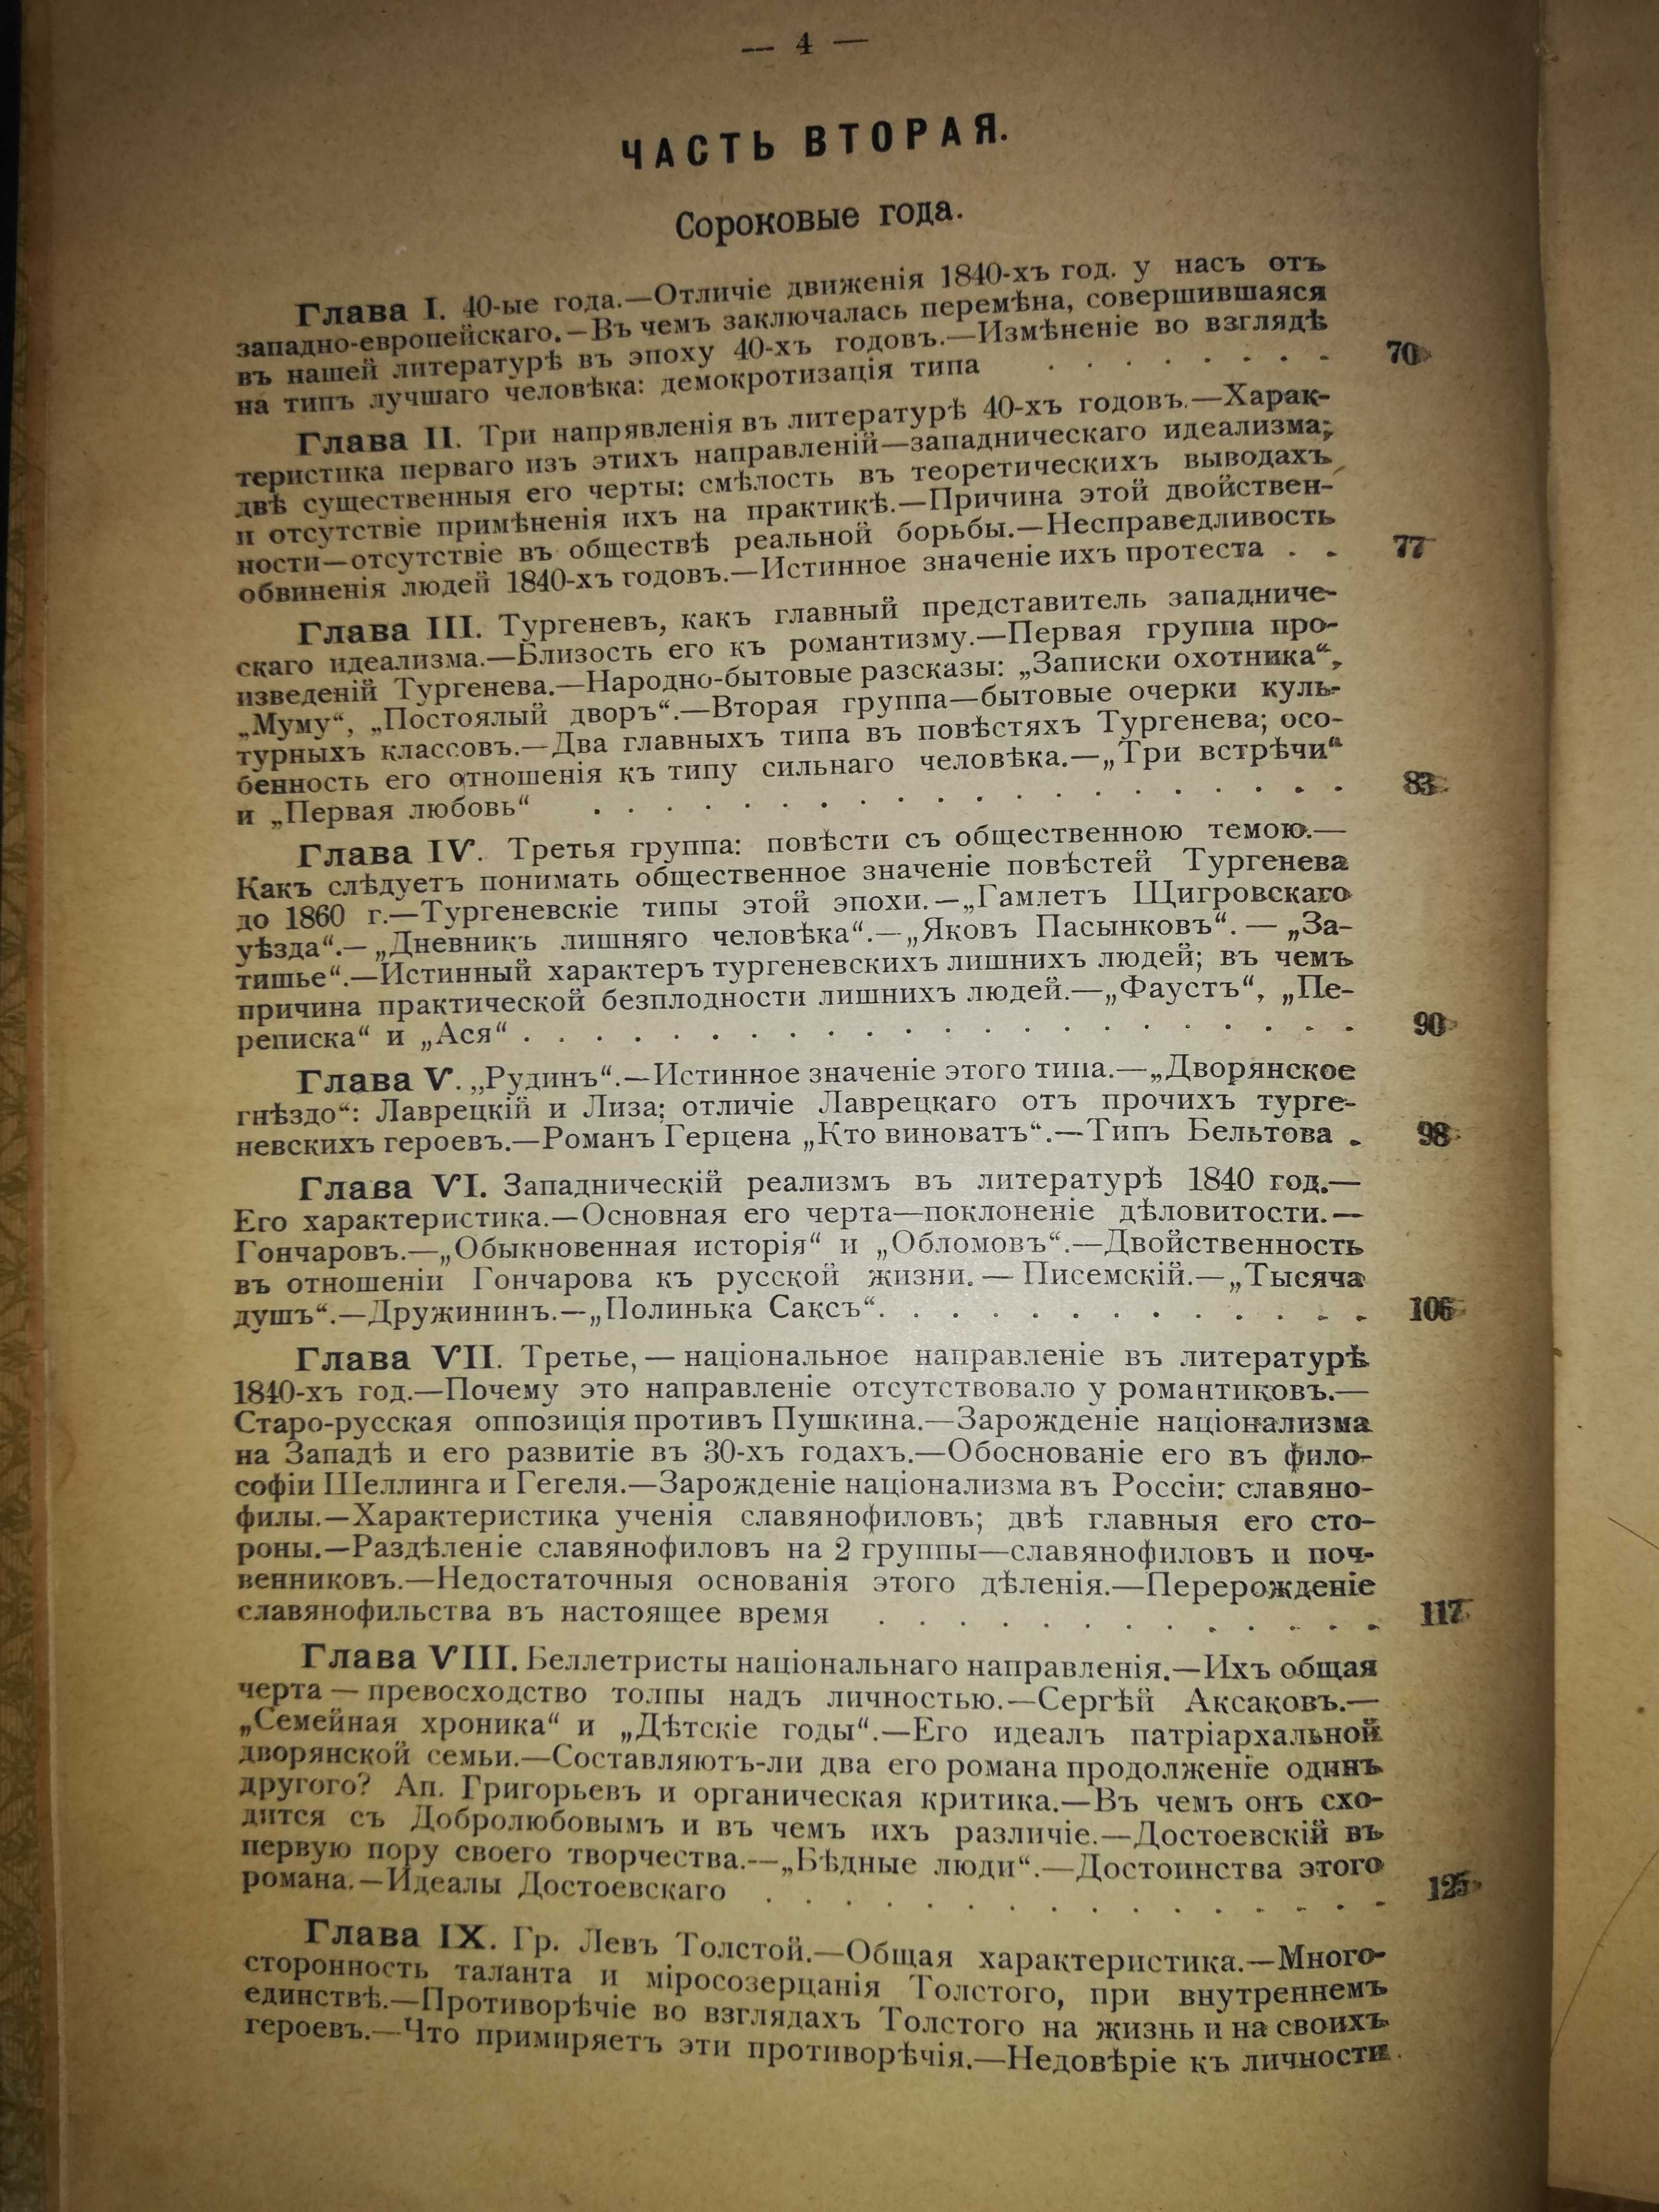 — 4 —
ЧАСТЬ ВТОРАЯ.
Сороковые года.
Глава I. 40-ые года.—Отличіе движенія 1840-хъ год. у насъ отъ
западно-европейскаго.—Въ чемъ заключалась перемѣна, совершившаяся
въ нашей литературѣ въ эпоху 40-хъ годовъ.—Измѣненіе во взглядѣ
на типъ лучшаго человѣка: демокротизація типа . . . . . . . 70
Глава II. Три напрявленія въ литературѣ 40-хъ годовъ.—Харак-
теристика перваго изъ этихъ направленій—западническаго идеализма;
двѣ существенныя его черты: смѣлость въ теоретическихъ выводахъ
и отсутствіе примѣненія ихъ на практикѣ.—Причина этой двойствен-
ности—отсутствіе въ обществѣ реальной борьбы.—Несправедливость
обвиненія людей 1840-хъ годовъ.—Истинное значеніе ихъ протеста . . 77
Глава III. Тургеневъ, какъ главный представитель западниче-
скаго идеализма.—Близость его къ романтизму.—Первая группа про-
изведеній Тургенева.—Народно-бытовые разсказы: „Записки охотника“,
„Муму“, „Постоялый дворъ“.—Вторая группа—бытовые очерки куль-
турныхъ классовъ.—Два главныхъ типа въ повѣстяхъ Тургенева; осо-
бенность его отношенія къ типу сильнаго человѣка.—„Три встрѣчи“
и „Первая любовь“ . . . . . . . . . . . . . . . . . . 83
Глава IV. Третья группа: повѣсти съ общественною темою.—
Какъ слѣдуетъ понимать общественное значеніе повѣстей Тургенева
до 1860 г.—Тургеневскіе типы этой эпохи.—„Гамлетъ Щигровскаго
уѣзда“.—„Дневникъ лишняго человѣка“.—„Яковъ Пасынковъ“. — „За-
тишье“.—Истинный характеръ тургеневскихъ лишнихъ людей; въ чемъ
причина практической безплодности лишнихъ людей.—„Фаустъ“, „Пе-
реписка“ и „Ася“ . . . . . . . . . . . . . . . . . . . . 90
Глава V. „Рудинъ“.—Истинное значеніе этого типа.—„Дворянское
гнѣздо“: Лаврецкій и Лиза; отличіе Лаврецкаго отъ прочихъ турге-
невскихъ героевъ.—Романъ Герцена „Кто виноватъ“.—Типъ Бельтова . 98
Глава VI. Западническій реализмъ въ литературѣ 1840 год.—
Его характеристика.—Основная его черта—поклоненіе дѣловитости.—
Гончаровъ.—„Обыкновенная исторія“ и „Обломовъ“.—Двойственность
въ отношеніи Гончарова къ русской жизни. — Писемскій.—„Тысяча
душъ“.—Дружининъ.—„Полинька Саксъ“. . . . . . . . . . . . 106
Глава VII. Третье, — національное направленіе въ литературѣ
1840-хъ год.—Почему это направленіе отсутствовало у романтиковъ.—
Старо-русская оппозиція противъ Пушкина.—Зарожденіе націонализма
на Западѣ и его развитіе въ 30-хъ годахъ.—Обоснованіе его въ фило-
софіи Шеллинга и Гегеля.—Зарожденіе націонализма въ Россіи: славяно-
филы.—Характеристика ученія славянофиловъ; двѣ главныя его сто-
роны.—Раздѣленіе славянофиловъ на 2 группы—славянофиловъ и поч-
венниковъ.—Недостаточныя основанія этого дѣленія.—Перерожденіе
славянофильства въ настоящее время . . . . . . . . . . . . . 117
Глава VIII. Беллетристы національнаго направленія.—Ихъ общая
черта — превосходство толпы надъ личностью.—Сергѣй Аксаковъ.—
„Семейная хроника“ и „Дѣтскіе годы“.—Его идеалъ патріархальной
дворянской семьи.—Составляютъ-ли два его романа продолженіе одинъ
другого? Ап. Григорьевъ и органическая критика.—Въ чемъ онъ схо-
дится съ Добролюбовымъ и въ чемъ ихъ различіе.—Достоевскій въ
первую пору своего творчества.—„Бѣдные люди“.—Достоинства этого
романа.—Идеалы Достоевскаго . . . . . . . . . . . . . . . . 125
Глава IX. Гр. Левъ Толстой.—Общая характеристика.—Много-
сторонность таланта и міросозерцанія Толстого, при внутреннемъ
единствѣ.—Противорѣчіе во взглядахъ Толстого на жизнь и на своихъ
героевъ.—Что примиряетъ эти противорѣчія.—Недовѣріе къ личности